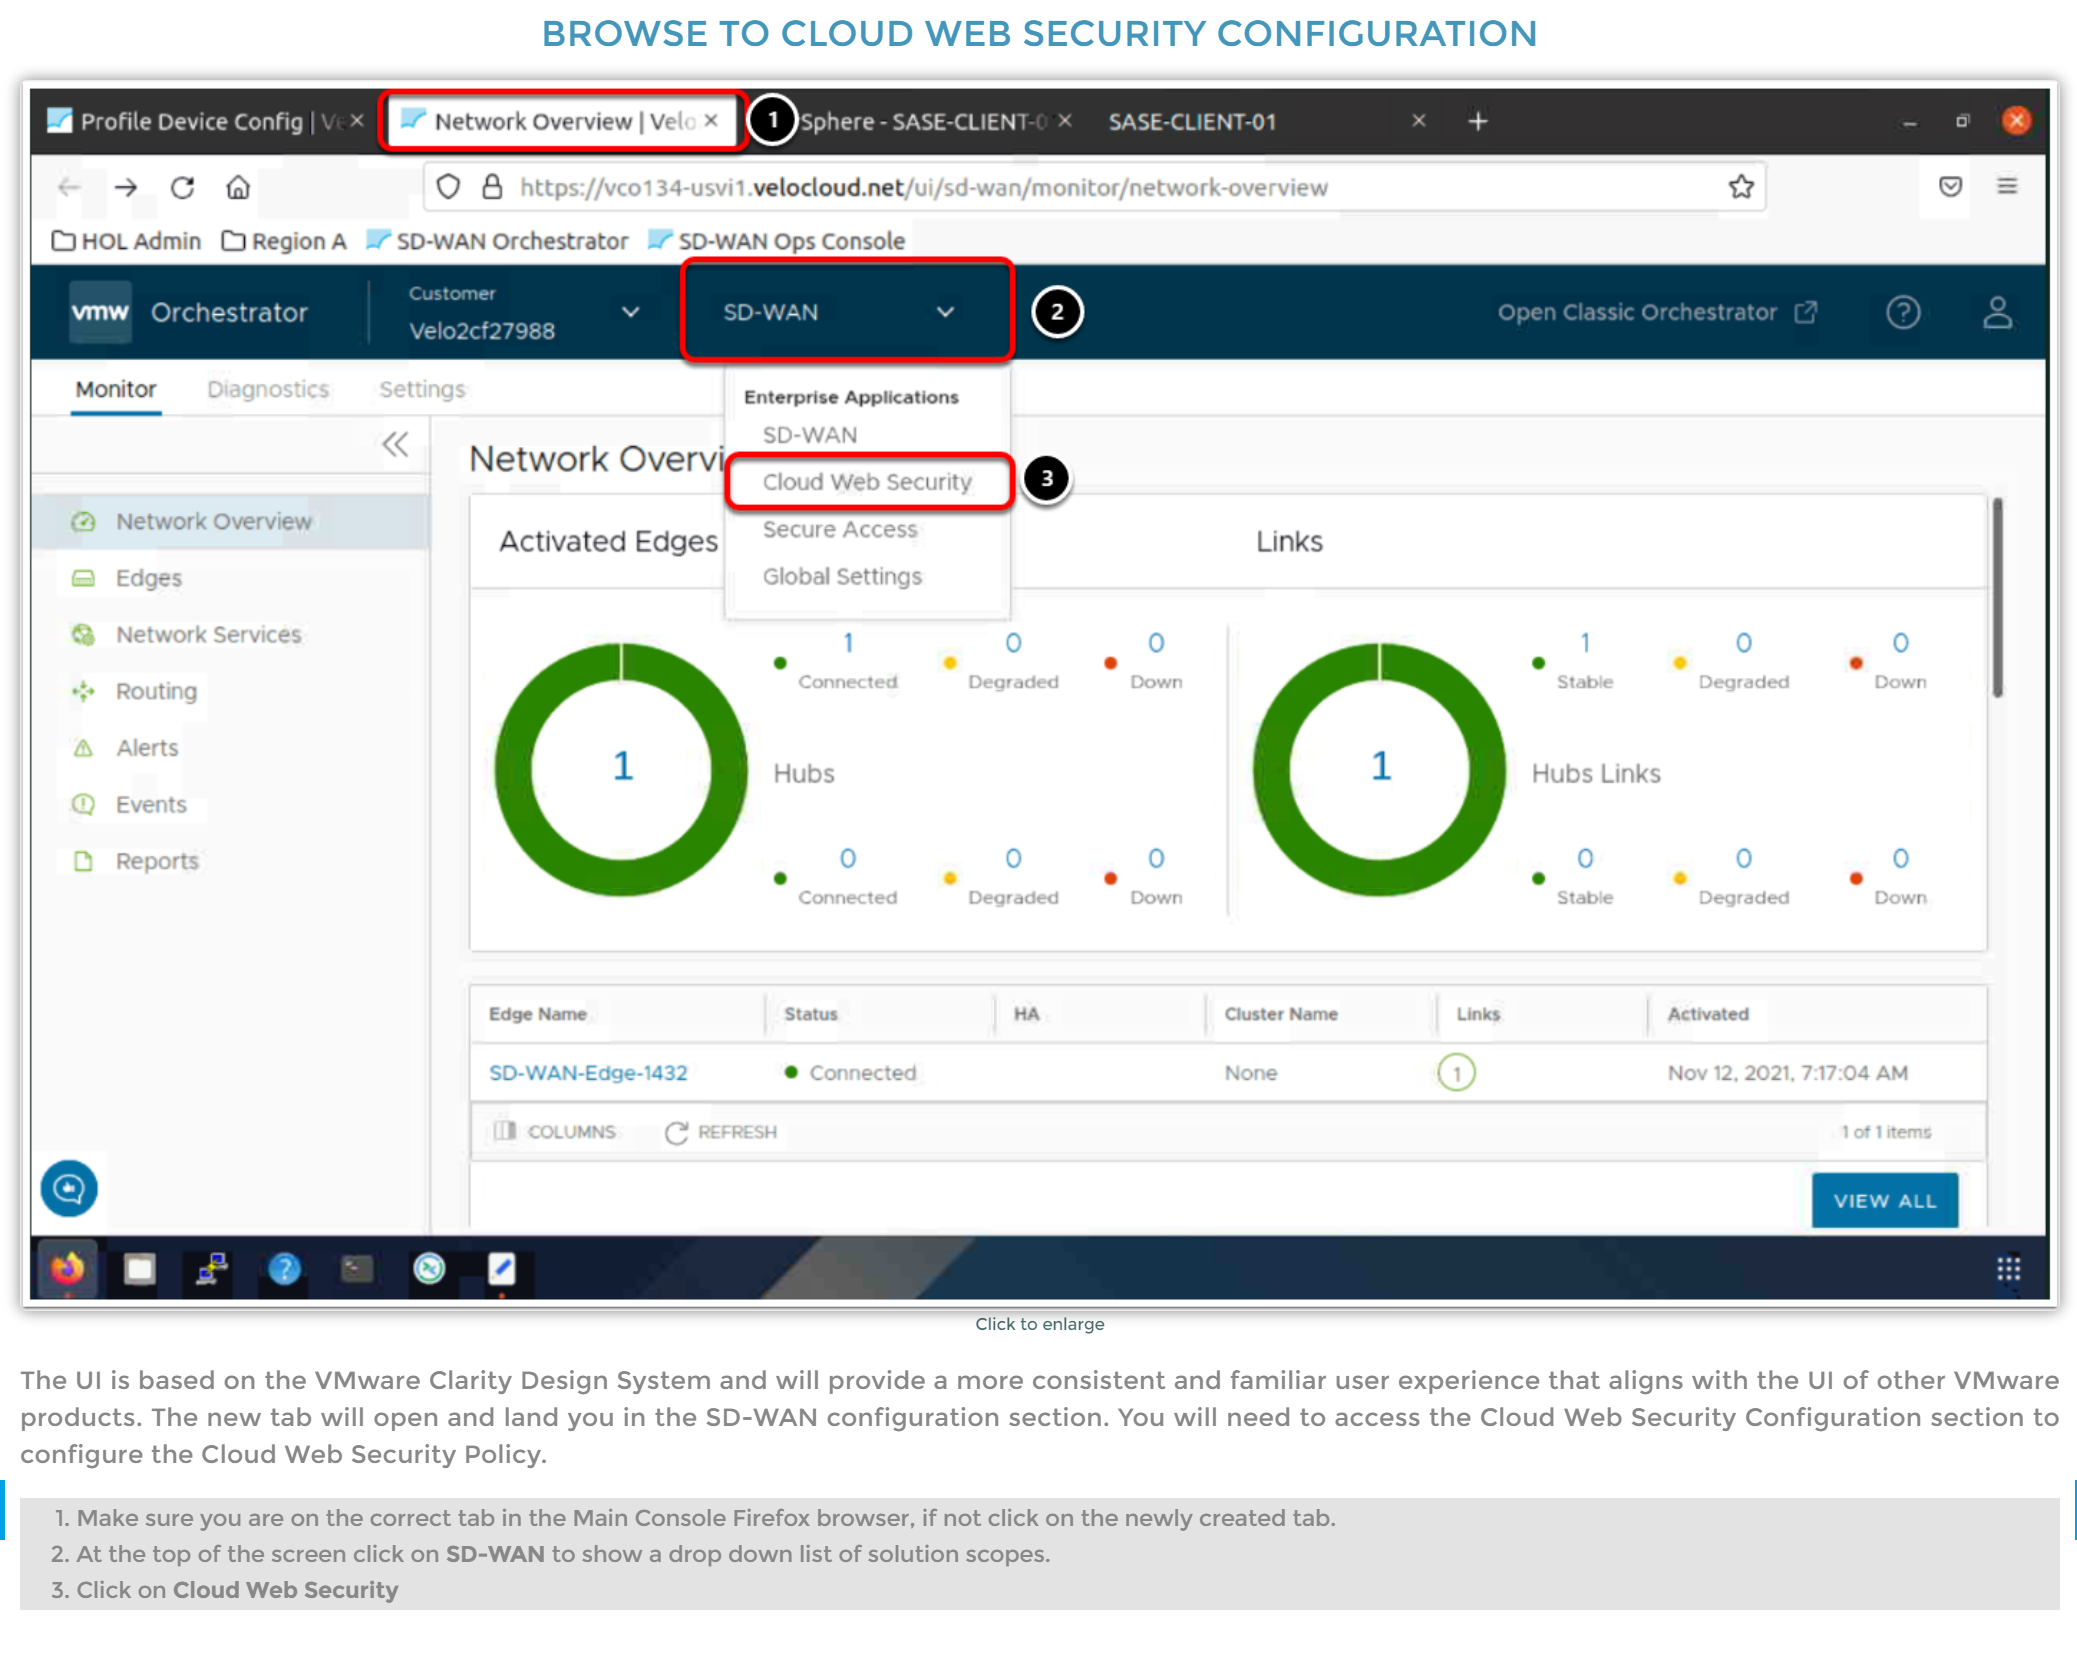 BROWSE TO CLOUD WEB SECURITY CONFIGURATION
Profile Device Config | Network Overview | Velo 1 Sphere - SASE-CLIENT-0 SASE-CLIENT-01
https://vco134-usvi1.velocloud.net/ui/sd-wan/monitor/network-overview
HOL Admin Region A SD-WAN Orchestrator SD-WAN Ops Console
vmw Orchestrator
Customer
Velo2cf27988
SD-WAN 2
Open Classic Orchestrator
Monitor Diagnostics Settings
Enterprise Applications
SD-WAN
Cloud Web Security 3
Secure Access
Global Settings
Network Overview
Edges
Network Services
Routing
Alerts
Events
Reports
Network Overvi
Activated Edges Links
1 0 0 1 0 0
Connected Degraded Down Stable Degraded Down
1 Hubs 1 Hubs Links
0 0 0 0 0 0
Connected Degraded Down Stable Degraded Down
Edge Name Status HA Cluster Name Links Activated
SD-WAN-Edge-1432 Connected None 1 Nov 12, 2021, 7:17:04 AM
COLUMNS REFRESH 1 of 1 items
VIEW ALL
Click to enlarge
The UI is based on the VMware Clarity Design System and will provide a more consistent and familiar user experience that aligns with the UI of other VMware
products. The new tab will open and land you in the SD-WAN configuration section. You will need to access the Cloud Web Security Configuration section to
configure the Cloud Web Security Policy.
1. Make sure you are on the correct tab in the Main Console Firefox browser, if not click on the newly created tab.
2. At the top of the screen click on SD-WAN to show a drop down list of solution scopes.
3. Click on Cloud Web Security